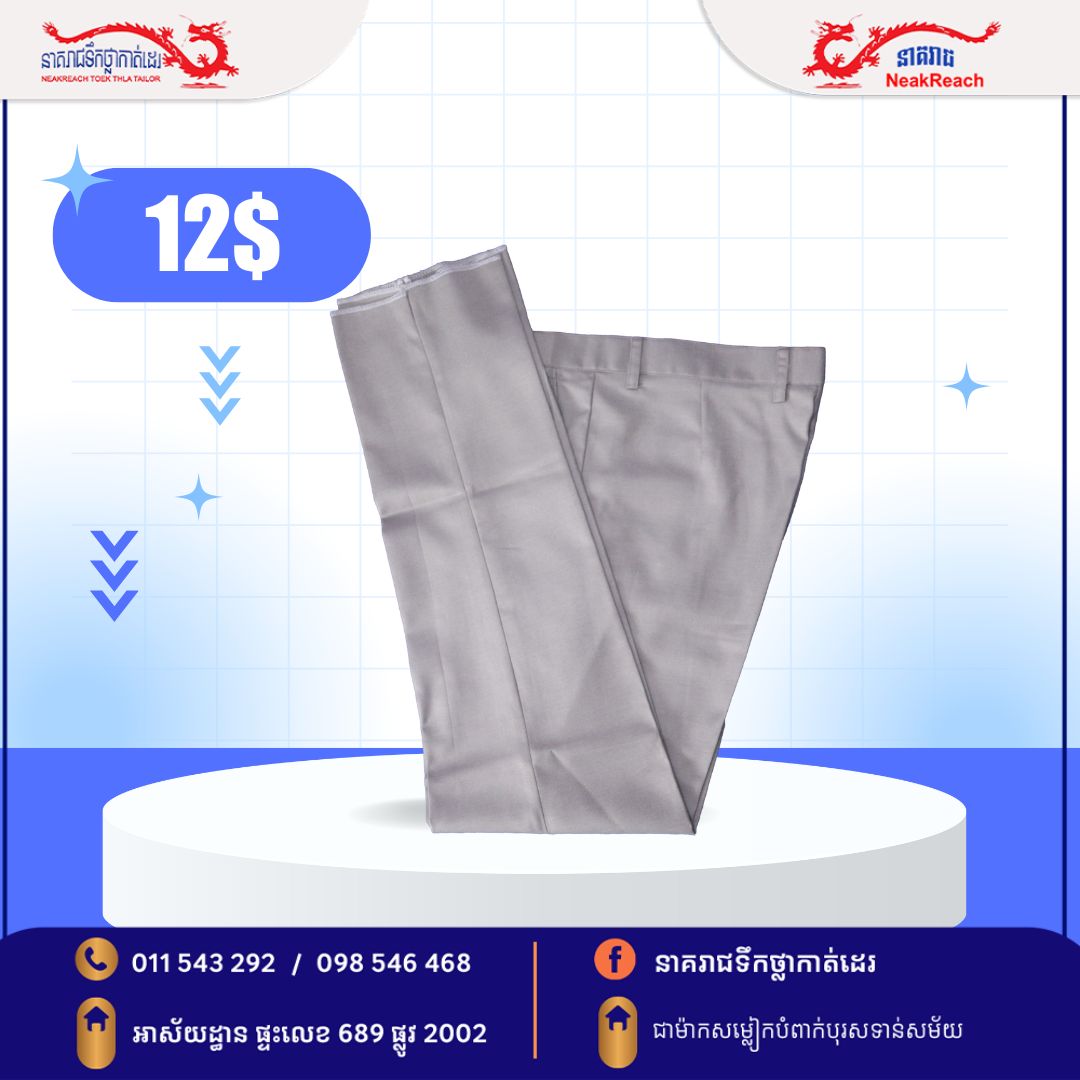 នាគរាជទឹកថ្លាកាត់ដេរ
NEAKREACH TOEK THLA TAILOR
នាគរាជ
NeakReach
12$
011 543 292 / 098 546 468
នាគរាជទឹកថ្លាកាត់ដេរ
អាស័យដ្ឋាន ផ្ទះលេខ 689 ផ្លូវ 2002
ជាម៉ាកសម្លៀកបំពាក់បុរសទាន់សម័យ